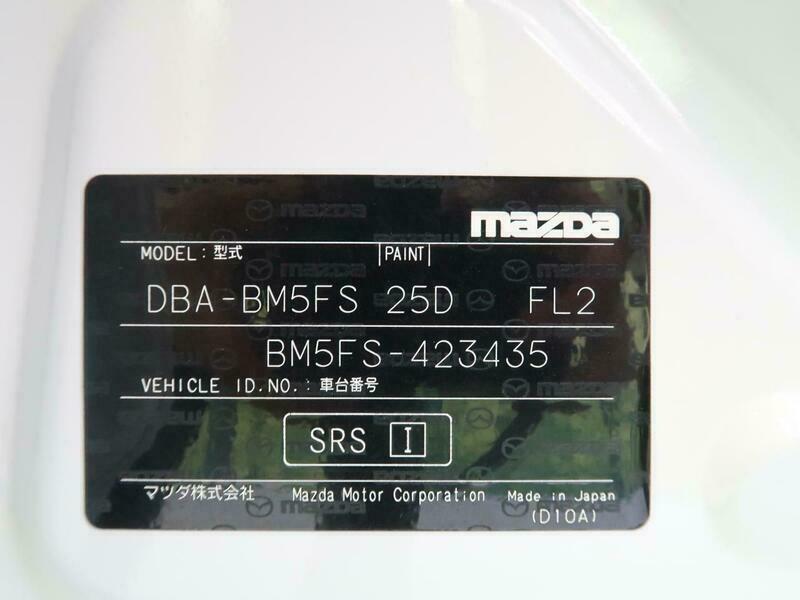 mazda
MODEL: 型式 |PAINT|
DBA-BM5FS 25D FL2
BM5FS-423435
VEHICLE ID.NO.: 車台番号
SRS I
マツダ株式会社 Mazda Motor Corporation Made in Japan
(D10A)